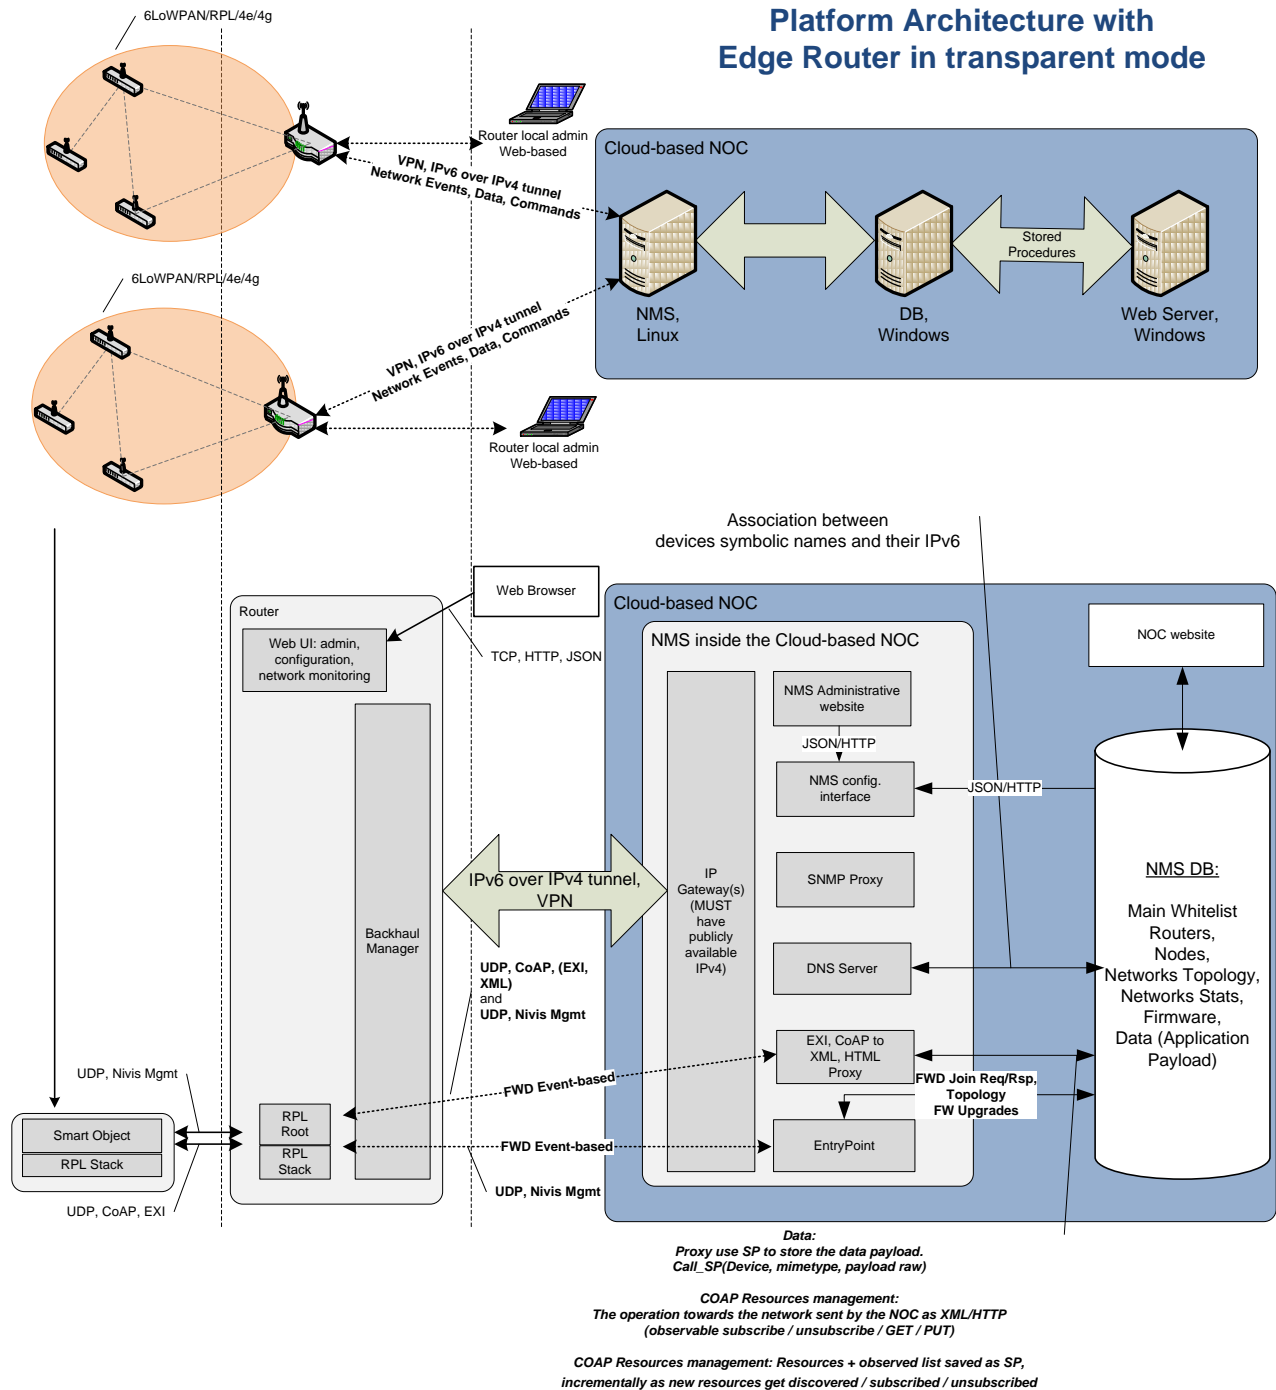 Platform Architecture with
Edge Router in transparent mode
6LoWPAN/RPL/4e/4g
Router local admin
Web-based
VPN, IPv6 over IPv4 tunnel
Network Events, Data, Commands
Cloud-based NOC
Stored
Procedures
NMS,
Linux
DB,
Windows
Web Server,
Windows
6LoWPAN/RPL/4e/4g
VPN, IPv6 over IPv4 tunnel
Network Events, Data, Commands
Router local admin
Web-based
Association between
devices symbolic names and their IPv6
Web Browser
TCP, HTTP, JSON
Router
Web UI: admin,
configuration,
network monitoring
Backhaul
Manager
RPL
Root
RPL
Stack
IPv6 over IPv4 tunnel,
VPN
UDP, CoAP, (EXI,
XML)
and
UDP, Nivis Mgmt
FWD Event-based
FWD Event-based
UDP, Nivis Mgmt
UDP, Nivis Mgmt
Smart Object
RPL Stack
UDP, CoAP, EXI
Cloud-based NOC
NMS inside the Cloud-based NOC
IP
Gateway(s)
(MUST
have
publicly
available
IPv4)
NMS Administrative
website
JSON/HTTP
NMS config.
interface
JSON/HTTP
SNMP Proxy
DNS Server
EXI, CoAP to
XML, HTML
Proxy
FWD Join Req/Rsp,
Topology
FW Upgrades
EntryPoint
NOC website
NMS DB:
Main Whitelist
Routers,
Nodes,
Networks Topology,
Networks Stats,
Firmware,
Data (Application
Payload)
Data:
Proxy use SP to store the data payload.
Call_SP(Device, mimetype, payload raw)
COAP Resources management:
The operation towards the network sent by the NOC as XML/HTTP
(observable subscribe / unsubscribe / GET / PUT)
COAP Resources management: Resources + observed list saved as SP,
incrementally as new resources get discovered / subscribed / unsubscribed